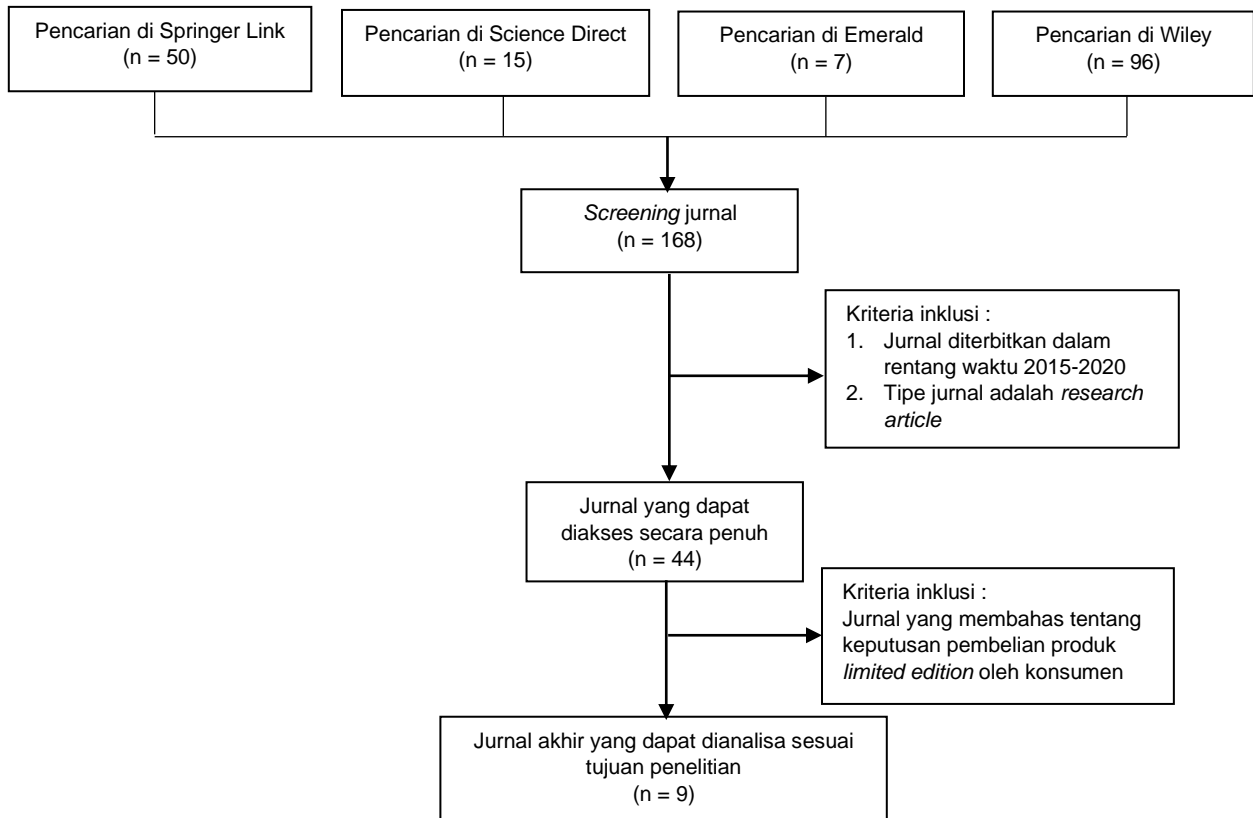 Pencarian di Springer Link
(n = 50)
Pencarian di Science Direct
(n = 15)
Pencarian di Emerald
(n = 7)
Pencarian di Wiley
(n = 96)
Screening jurnal
(n = 168)
Kriteria inklusi :
1. Jurnal diterbitkan dalam
rentang waktu 2015-2020
2. Tipe jurnal adalah research
article
Jurnal yang dapat
diakses secara penuh
(n = 44)
Kriteria inklusi :
Jurnal yang membahas tentang
keputusan pembelian produk
limited edition oleh konsumen
Jurnal akhir yang dapat dianalisa sesuai
tujuan penelitian
(n = 9)